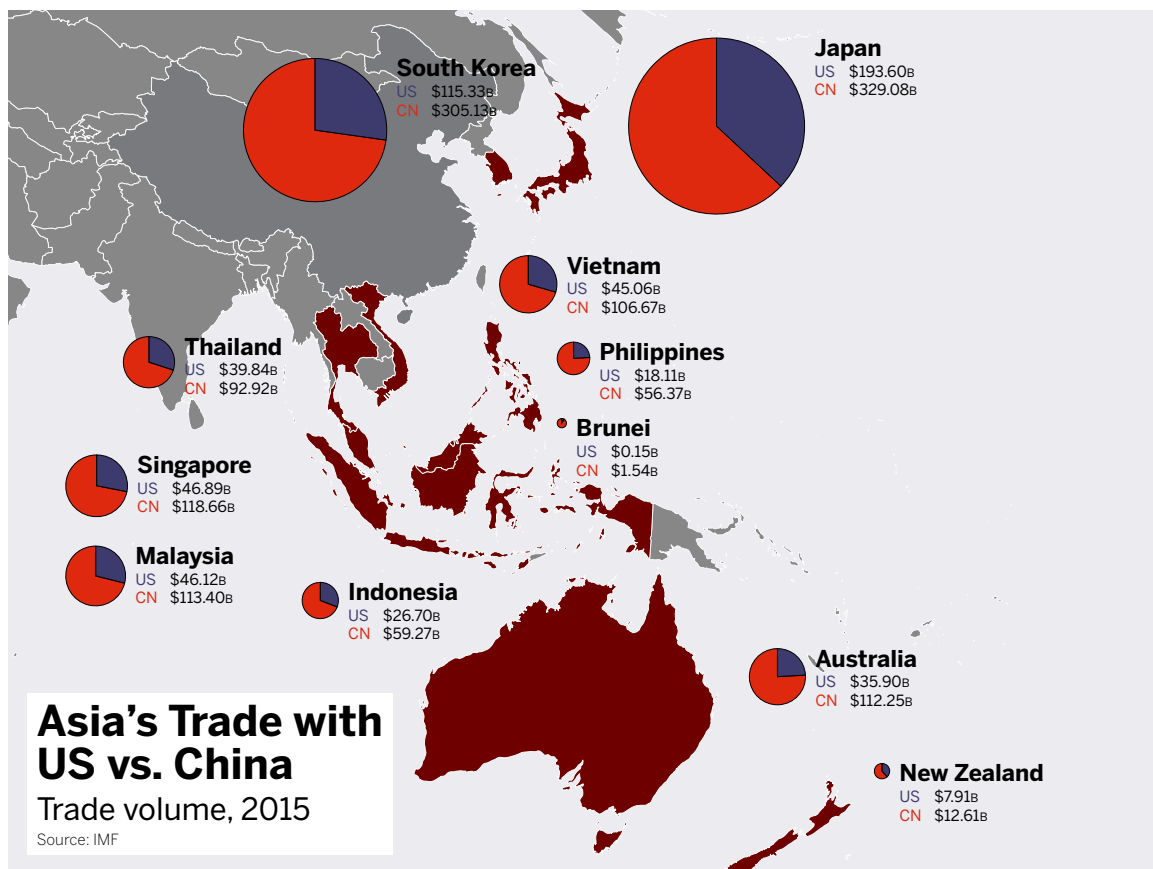 South Korea
US $115.33B
CN $305.13B
Japan
US $193.60B
CN $329.08B
Vietnam
US $45.06B
CN $106.67B
Thailand
US $39.84B
CN $92.92B
Philippines
US $18.11B
CN $56.37B
Brunei
US $0.15B
CN $1.54B
Singapore
US $46.89B
CN $118.66B
Malaysia
US $46.12B
CN $113.40B
Indonesia
US $26.70B
CN $59.27B
Australia
US $35.90B
CN $112.25B
New Zealand
US $7.91B
CN $12.61B
Asia’s Trade with
US vs. China
Trade volume, 2015
Source: IMF